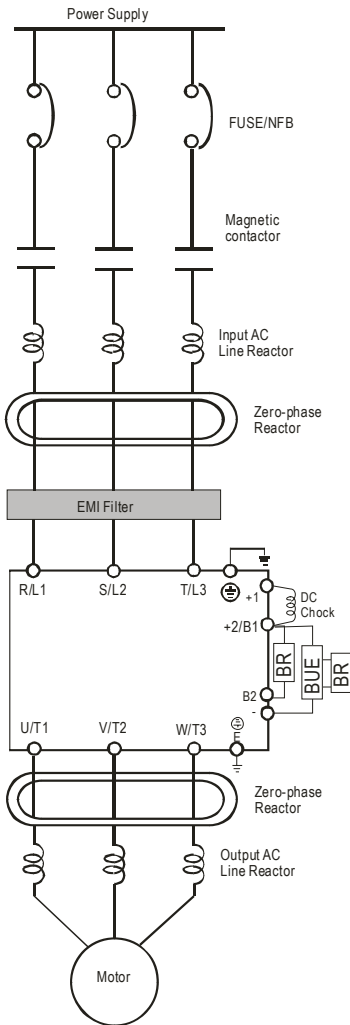 Power Supply
FUSE/NFB
Magnetic
contactor
Input AC
Line Reactor
Zero-phase
Reactor
EMI Filter
R/L1
S/L2
T/L3
+1
DC
Chock
+2/B1
BR
BUE
BR
B2
-
U/T1
V/T2
W/T3
E
Zero-phase
Reactor
Output AC
Line Reactor
Motor